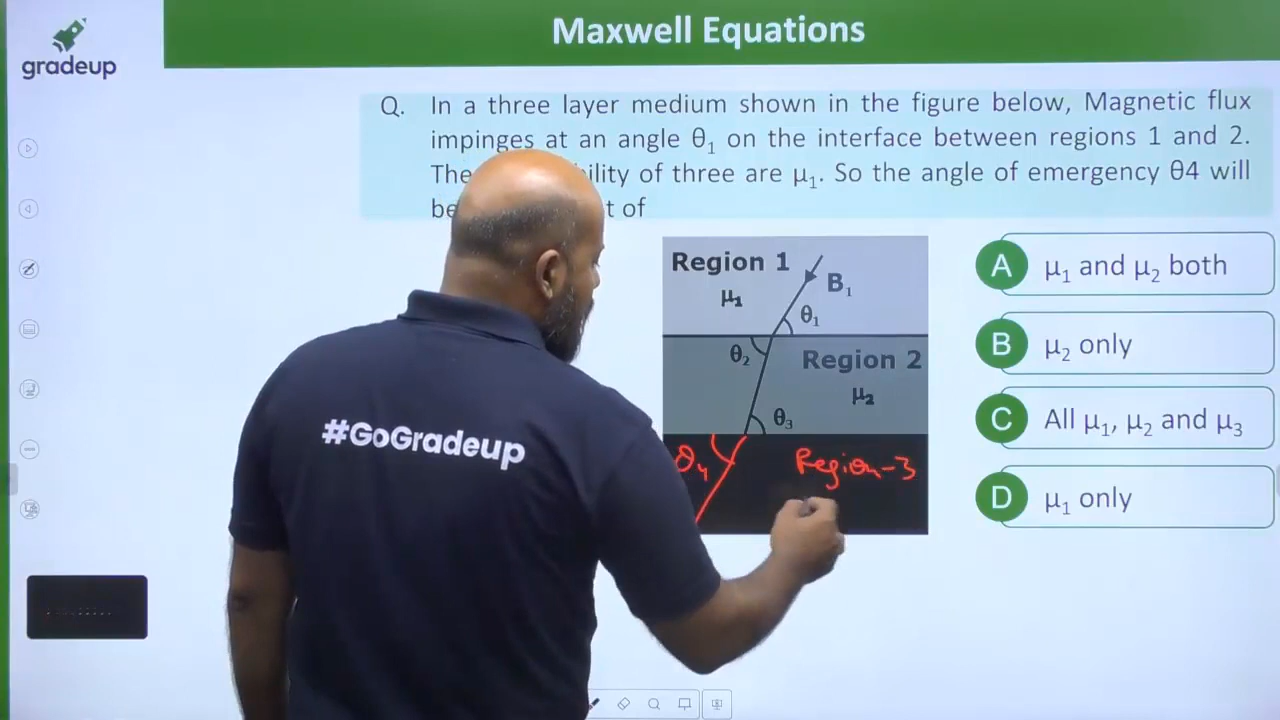 Maxwell Equations
gradeup
Q. In a three layer medium shown in the figure below, Magnetic flux
impinges at an angle θ₁ on the interface between regions 1 and 2.
The ility of three are μ₁. So the angle of emergency θ4 will
be t of
Region 1
μ₁
B₁
θ₁
θ₂
Region 2
μ₂
θ₃
θ₄
Region-3
A μ₁ and μ₂ both
B μ₂ only
C All μ₁, μ₂ and μ₃
D μ₁ only
#GoGradeup